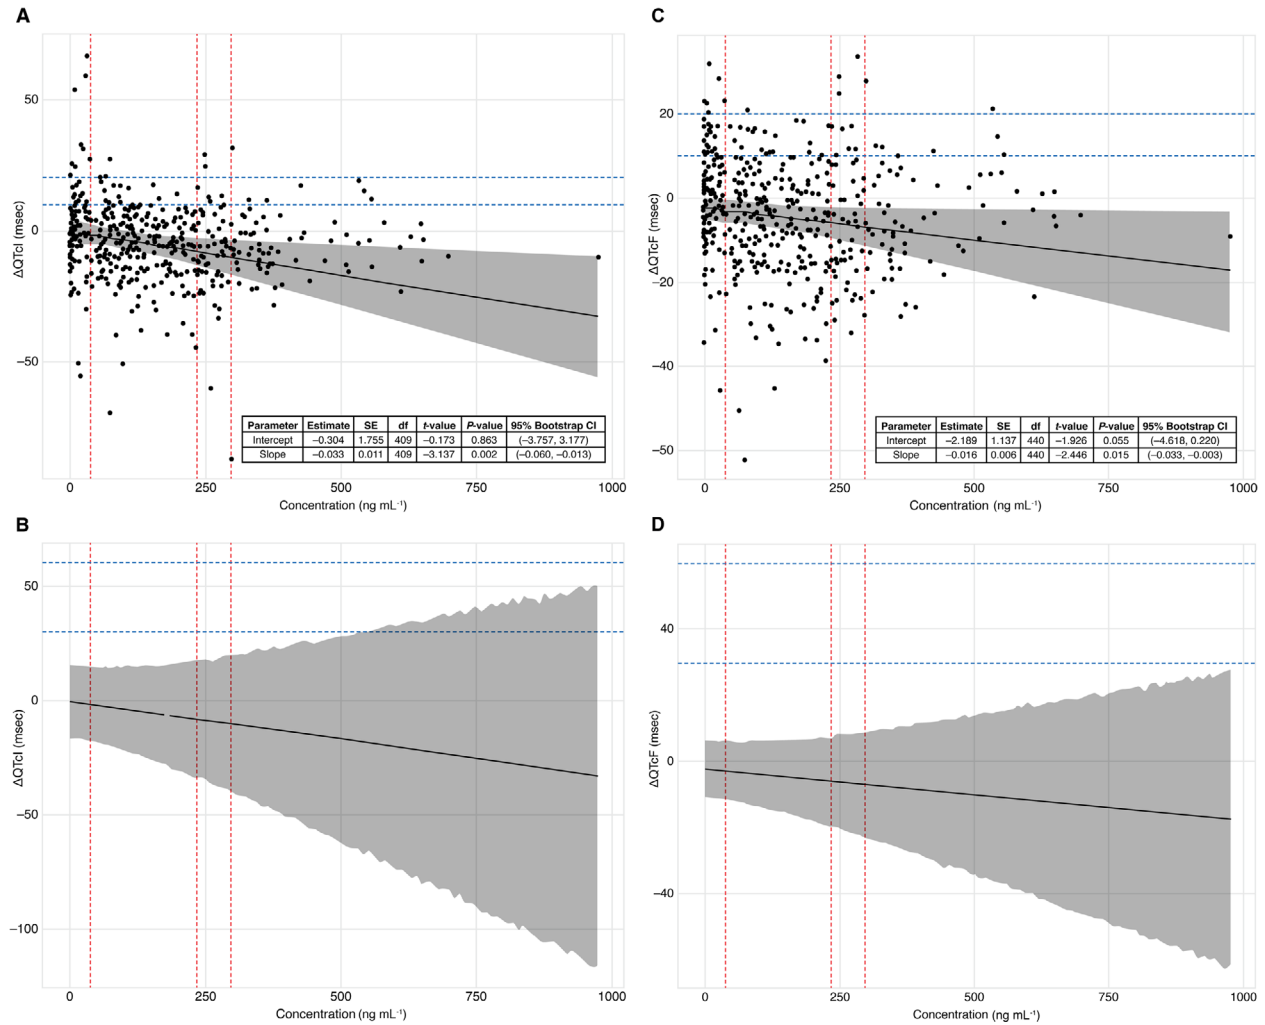 A
ΔQTcI (msec)
50
0
−50
Parameter Estimate SE df t-value P-value 95% Bootstrap CI
Intercept −0.304 1.755 409 −0.173 0.863 (−3.757, 3.177)
Slope −0.033 0.011 409 −3.137 0.002 (−0.060, −0.013)
0 250 500 750 1000
Concentration (ng mL⁻¹)
C
ΔQTcF (msec)
20
0
−20
−40
−50
Parameter Estimate SE df t-value P-value 95% Bootstrap CI
Intercept −2.189 1.137 440 −1.926 0.055 (−4.618, 0.220)
Slope −0.016 0.006 440 −2.446 0.015 (−0.033, −0.003)
0 250 500 750 1000
Concentration (ng mL⁻¹)
B
ΔQTcI (msec)
50
0
−50
−100
0 250 500 750 1000
Concentration (ng mL⁻¹)
D
ΔQTcF (msec)
40
0
−40
0 250 500 750 1000
Concentration (ng mL⁻¹)